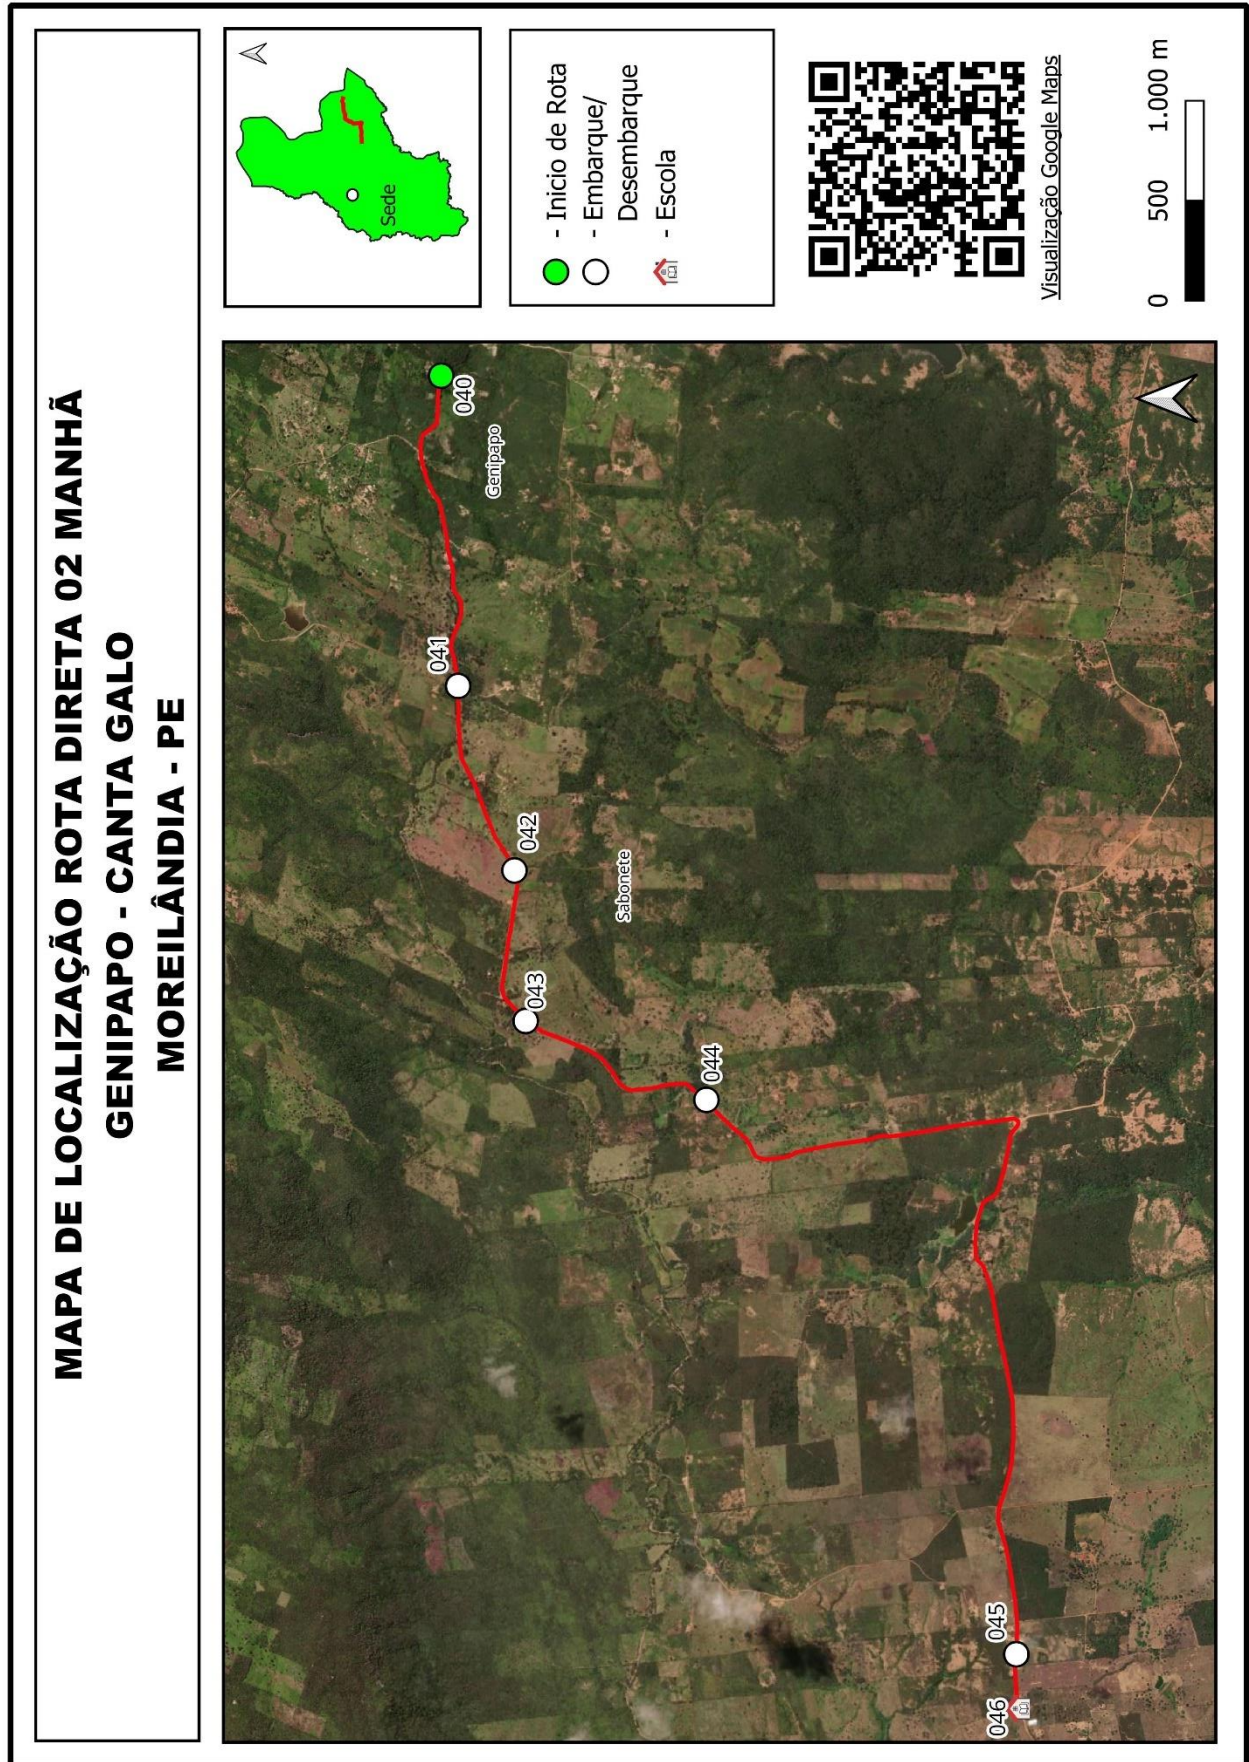 MAPA DE LOCALIZAÇÃO ROTA DIRETA 02 MANHÃ
GENIPAPO - CANTA GALO
MOREILÂNDIA - PE
Sede
- Inicio de Rota
- Embarque/
Desembarque
- Escola
Visualização Google Maps
0 500 1.000 m
040
Genipapo
041
042
Sabonete
043
044
045
046